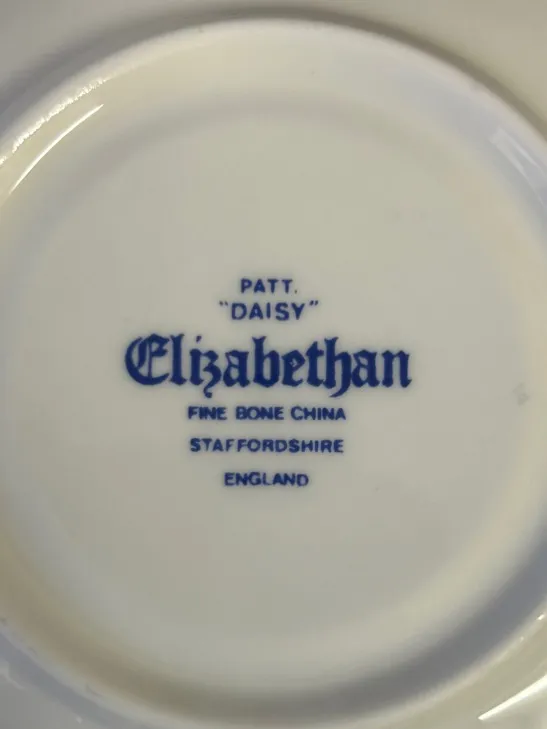 PATT.
"DAISY"
Elizabethan
FINE BONE CHINA
STAFFORDSHIRE
ENGLAND